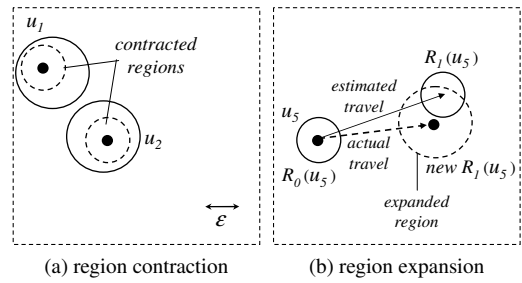 u1
contracted
regions
u2
ε
(a) region contraction
R1(u5)
estimated
travel
u5
actual
travel
R0(u5)
new R1(u5)
expanded
region
(b) region expansion